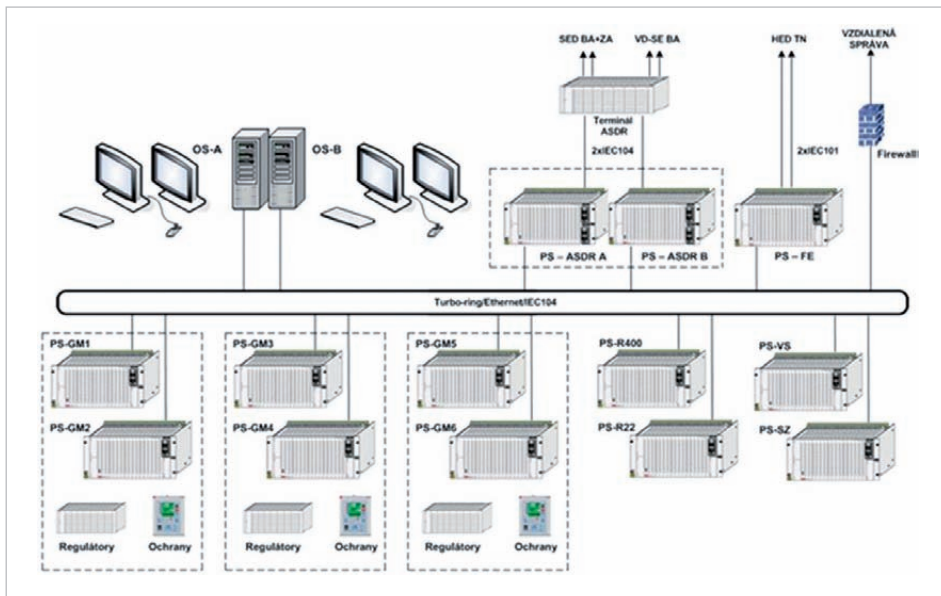 SED BA+ZA
VD-SE BA
HED TN
VZDIALENÁ
SPRÁVA
Terminál
ASDR
OS-A
OS-B
2xIEC104
2xIEC101
Firewall
PS – ASDR A
PS – ASDR B
PS – FE
Turbo-ring/Ethernet/IEC104
PS-GM1
PS-GM3
PS-GM5
PS-R400
PS-VS
PS-GM2
PS-GM4
PS-GM6
PS-R22
PS-SZ
Regulátory
Ochrany
Regulátory
Ochrany
Regulátory
Ochrany